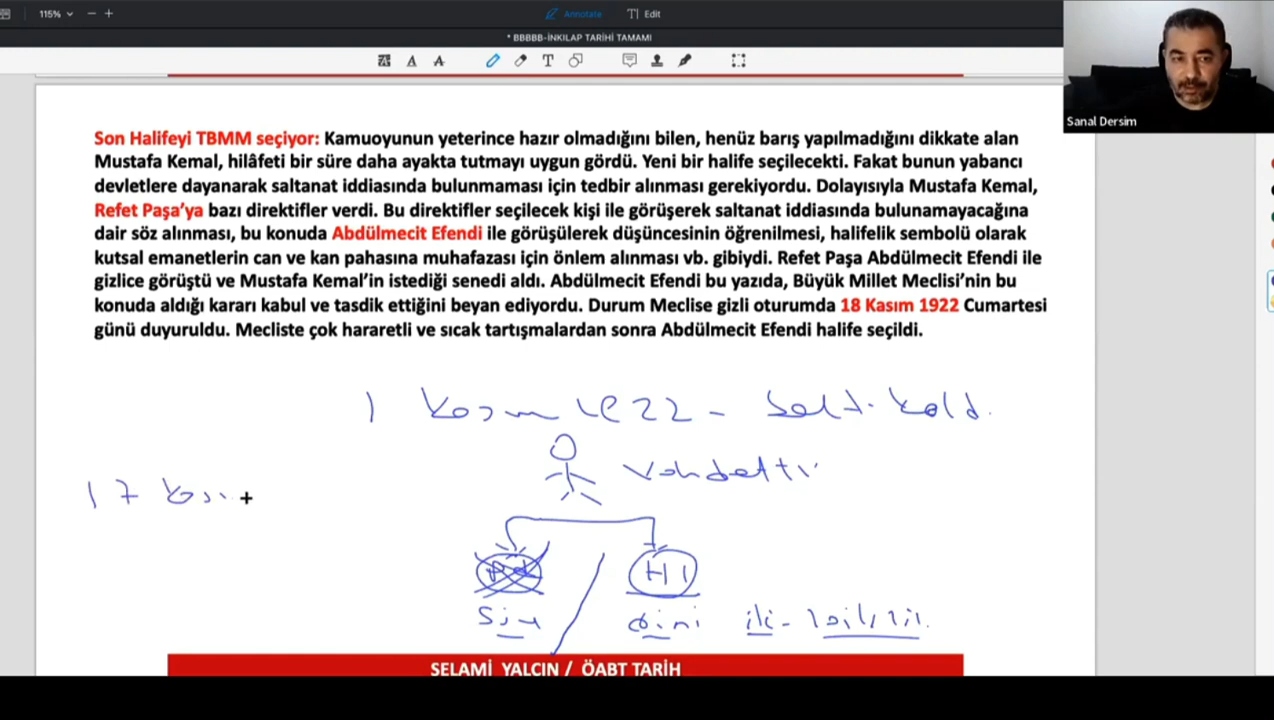 115%
Annotate Edit
* BBBBB-İNKILAP TARİHİ TAMAMI
Sanal Dersim
Son Halifeyi TBMM seçiyor: Kamuoyunun yeterince hazır olmadığını bilen, henüz barış yapılmadığını dikkate alan
Mustafa Kemal, hilâfeti bir süre daha ayakta tutmayı uygun gördü. Yeni bir halife seçilecekti. Fakat bunun yabancı
devletlere dayanarak saltanat iddiasında bulunmaması için tedbir alınması gerekiyordu. Dolayısıyla Mustafa Kemal,
Refet Paşa’ya bazı direktifler verdi. Bu direktifler seçilecek kişi ile görüşerek saltanat iddiasında bulunamayacağına
dair söz alınması, bu konuda Abdülmecit Efendi ile görüşülerek düşüncesinin öğrenilmesi, halifelik sembolü olarak
kutsal emanetlerin can ve kan pahasına muhafazası için önlem alınması vb. gibiydi. Refet Paşa Abdülmecit Efendi ile
gizlice görüştü ve Mustafa Kemal’in istediği senedi aldı. Abdülmecit Efendi bu yazıda, Büyük Millet Meclisi’nin bu
konuda aldığı kararı kabul ve tasdik ettiğini beyan ediyordu. Durum Meclise gizli oturumda 18 Kasım 1922 Cumartesi
günü duyuruldu. Mecliste çok hararetli ve sıcak tartışmalardan sonra Abdülmecit Efendi halife seçildi.
1 Kasım 1922 - Salt. Kald.
Vahdettin
17 Kası
Hl
dini iki
SELAMİ YALÇIN / ÖABT TARİH